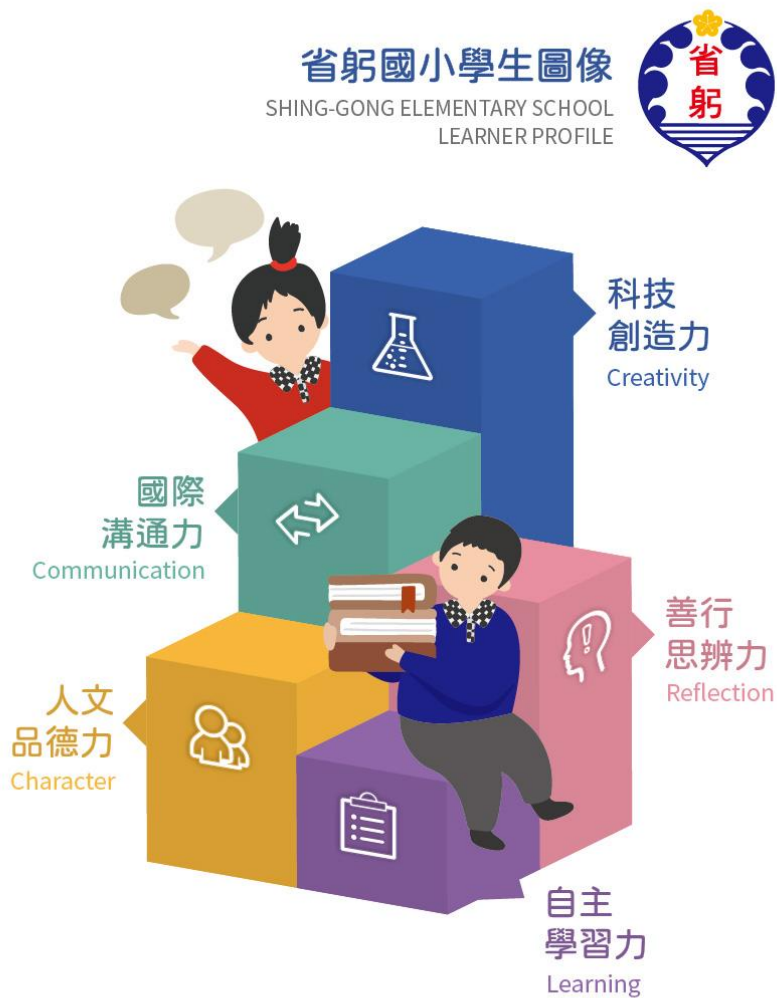 省躬國小學生圖像
SHING-GONG ELEMENTARY SCHOOL
LEARNER PROFILE
省
躬
科技
創造力
Creativity
國際
溝通力
Communication
善行
思辨力
Reflection
人文
品德力
Character
自主
學習力
Learning